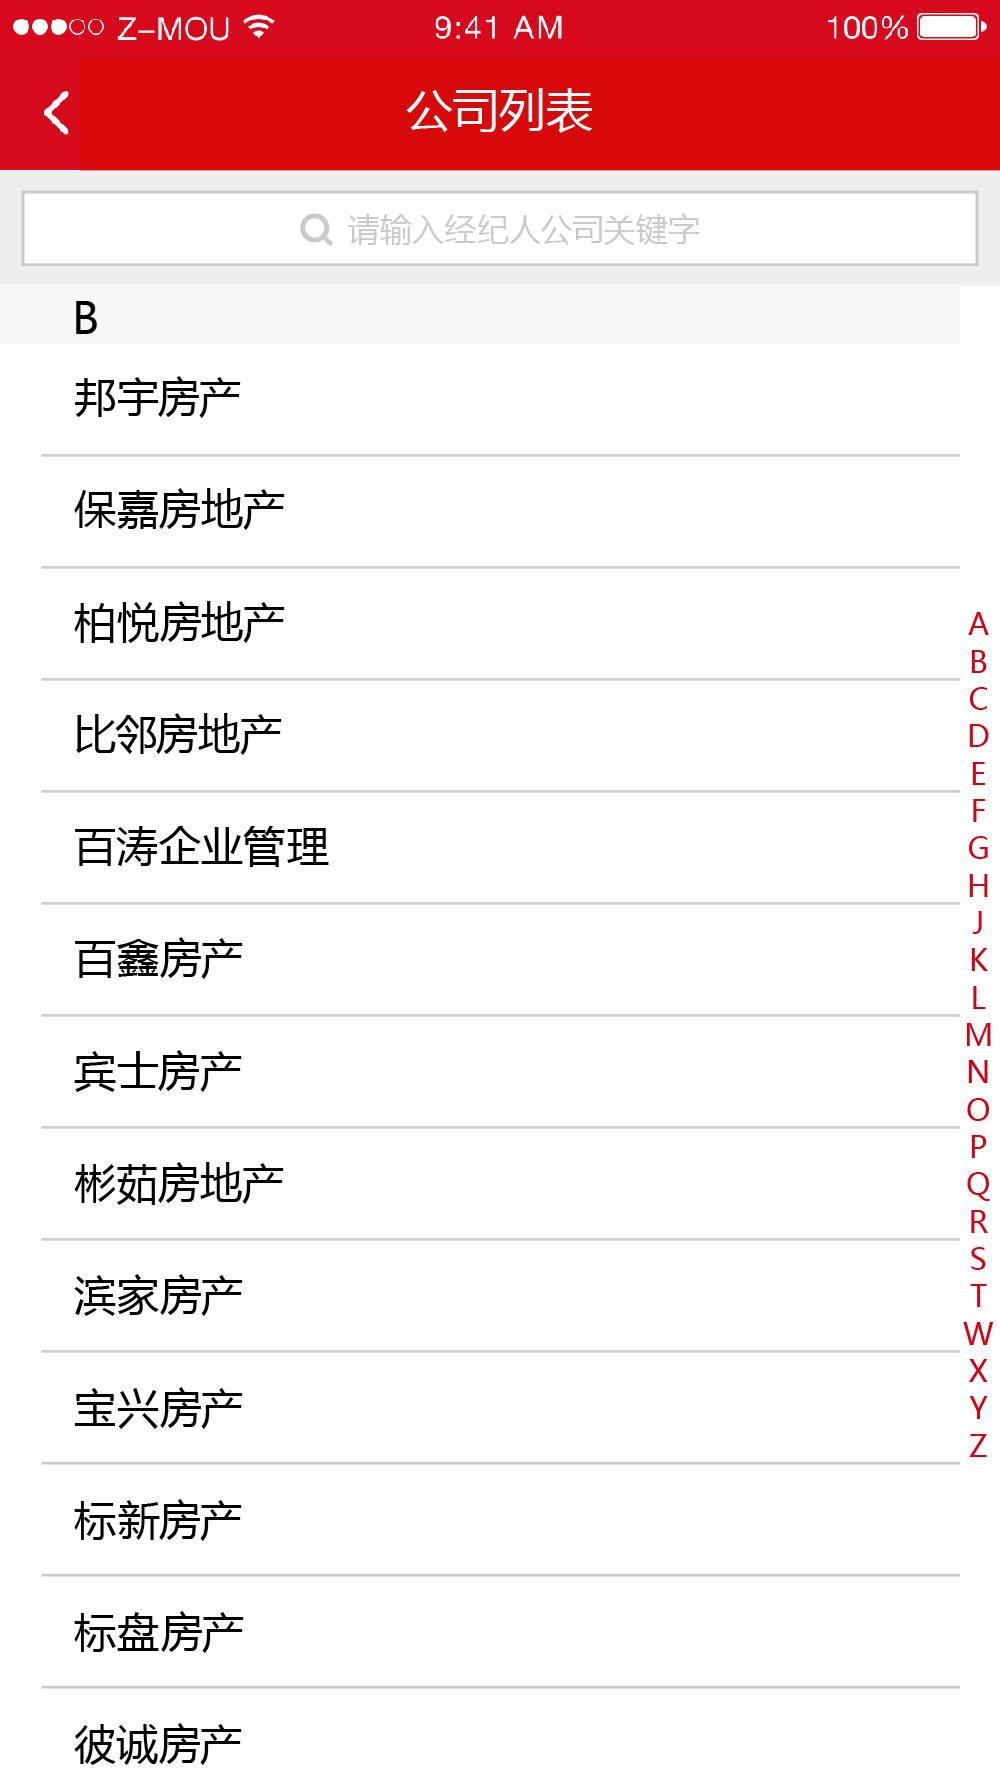 Z-MOU 9:41 AM 100%
公司列表
请输入经纪人公司关键字
B
邦宇房产
保嘉房地产
柏悦房地产
比邻房地产
百涛企业管理
百鑫房产
宾士房产
彬茹房地产
滨家房产
宝兴房产
标新房产
标盘房产
彼诚房产
A
B
C
D
E
F
G
H
J
K
L
M
N
O
P
Q
R
S
T
W
X
Y
Z